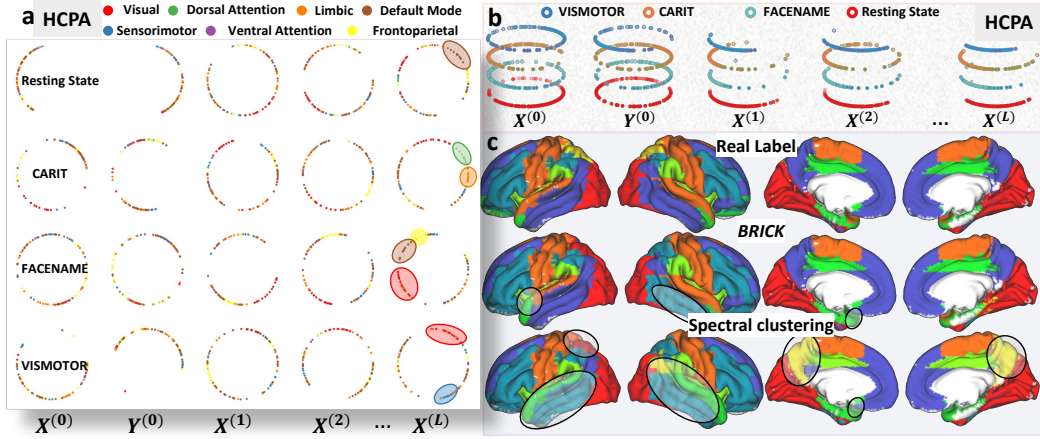 a HCPA Visual Dorsal Attention Limbic Default Mode
Sensorimotor Ventral Attention Frontoparietal
Resting State
CARIT
FACENAME
VISMOTOR
X^(0) Y^(0) X^(1) X^(2) ... X^(L)
b VISMOTOR CARIT FACENAME Resting State HCPA
X^(0) Y^(0) X^(1) X^(2) ... X^(L)
c Real Label
BRICK
Spectral clustering